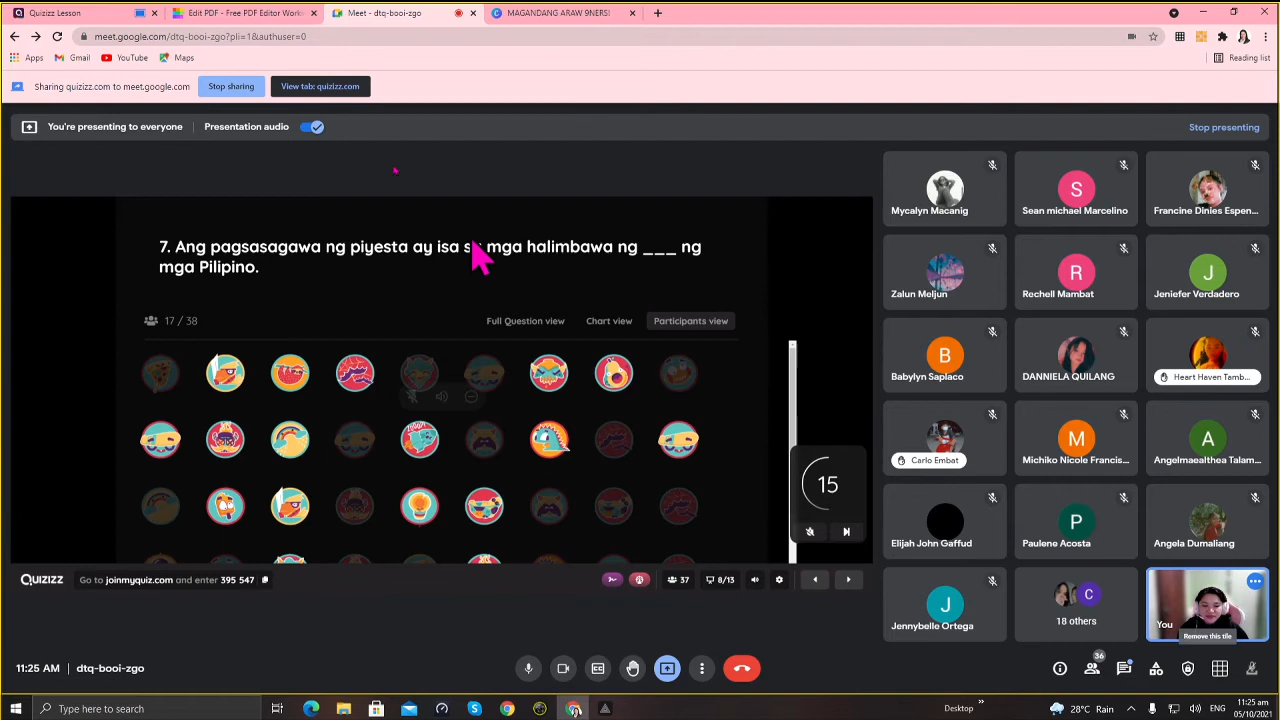 Quizizz Lesson
Edit PDF - Free PDF Editor Worki
Meet - dtq-booi-zgo
MAGANDANG ARAW 9NERS!
meet.google.com/dtq-booi-zgo?pli=1&authuser=0
Apps
Gmail
YouTube
Maps
Reading list
Sharing quizizz.com to meet.google.com
Stop sharing
View tab: quizizz.com
You're presenting to everyone
Presentation audio
Stop presenting
7. Ang pagsasagawa ng piyesta ay isa sa mga halimbawa ng ___ ng
mga Pilipino.
17 / 38
Full Question view
Chart view
Participants view
15
QUIZIZZ
Go to joinmyquiz.com and enter 395 547
37
8/13
Mycalyn Macanig
S
Sean michael Marcelino
Francine Dinies Espen...
Zalun Meljun
R
Rechell Mambat
J
Jeniefer Verdadero
B
Babylyn Saplaco
DANNIELA QUILANG
Heart Haven Tamb...
Carlo Embat
M
Michiko Nicole Francis...
A
Angelmaealthea Talam...
Elijah John Gaffud
P
Paulene Acosta
Angela Dumaliang
J
Jennybelle Ortega
C
18 others
You
Remove this tile
11:25 AM | dtq-booi-zgo
36
Type here to search
Desktop
28°C Rain
11:25 am
05/10/2021